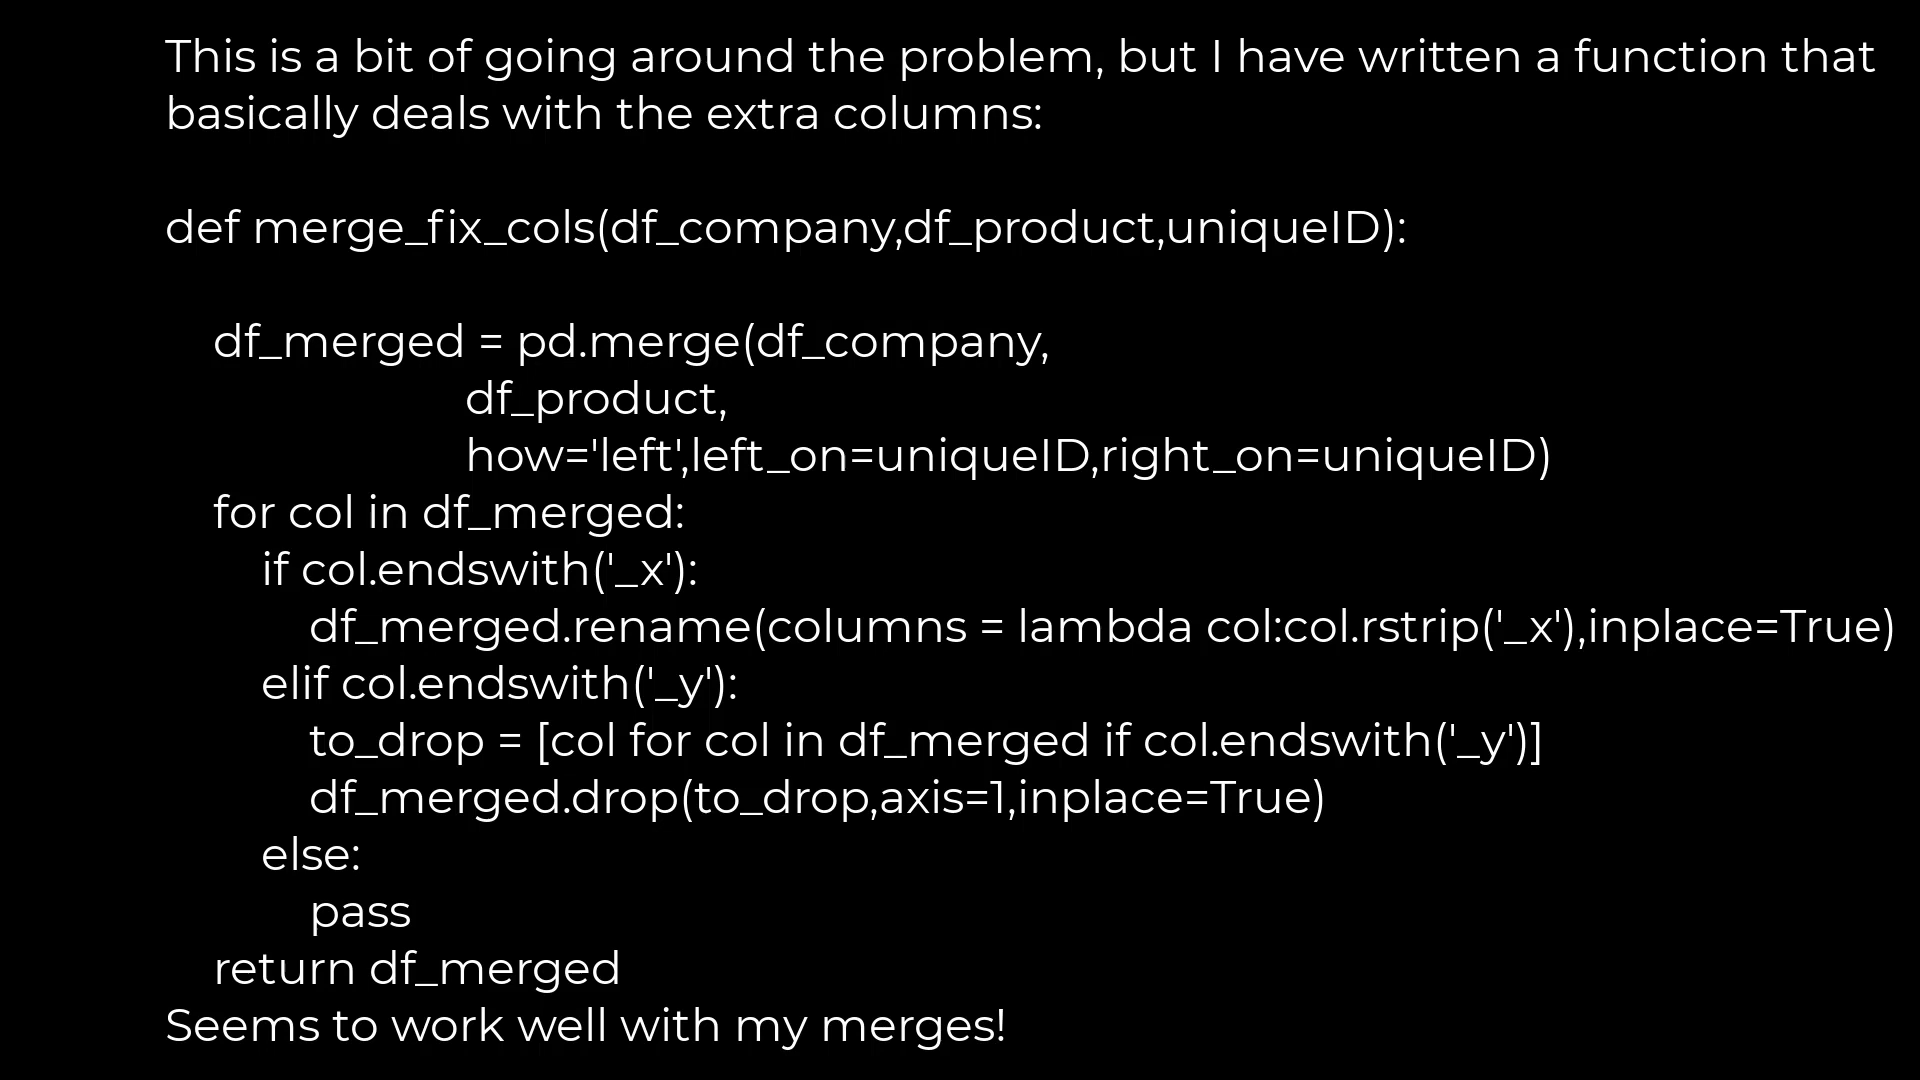 This is a bit of going around the problem, but I have written a function that
basically deals with the extra columns:
def merge_fix_cols(df_company,df_product,uniqueID):
df_merged = pd.merge(df_company,
df_product,
how='left',left_on=uniqueID,right_on=uniqueID)
for col in df_merged:
if col.endswith('_x'):
df_merged.rename(columns = lambda col:col.rstrip('_x'),inplace=True)
elif col.endswith('_y'):
to_drop = [col for col in df_merged if col.endswith('_y')]
df_merged.drop(to_drop,axis=1,inplace=True)
else:
pass
return df_merged
Seems to work well with my merges!